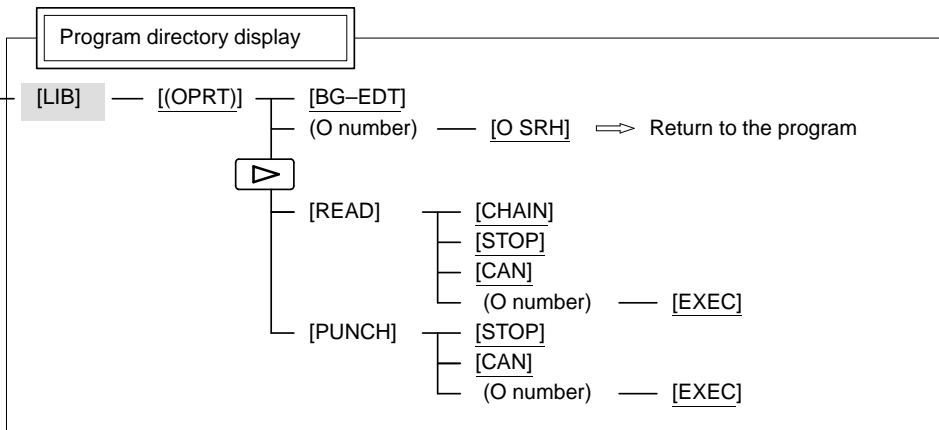 Program directory display
[LIB] [(OPRT)] [BG–EDT]
(O number) [O SRH] Return to the program
[READ] [CHAIN]
[STOP]
[CAN]
(O number) [EXEC]
[PUNCH] [STOP]
[CAN]
(O number) [EXEC]